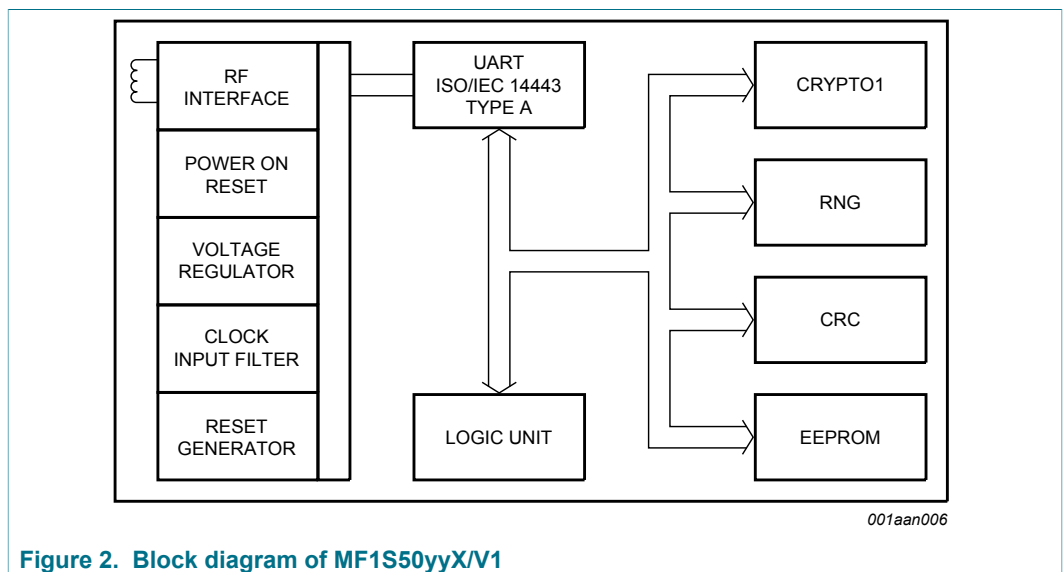 RF
INTERFACE
POWER ON
RESET
VOLTAGE
REGULATOR
CLOCK
INPUT FILTER
RESET
GENERATOR
UART
ISO/IEC 14443
TYPE A
LOGIC UNIT
CRYPTO1
RNG
CRC
EEPROM
001aan006
Figure 2. Block diagram of MF1S50yyX/V1